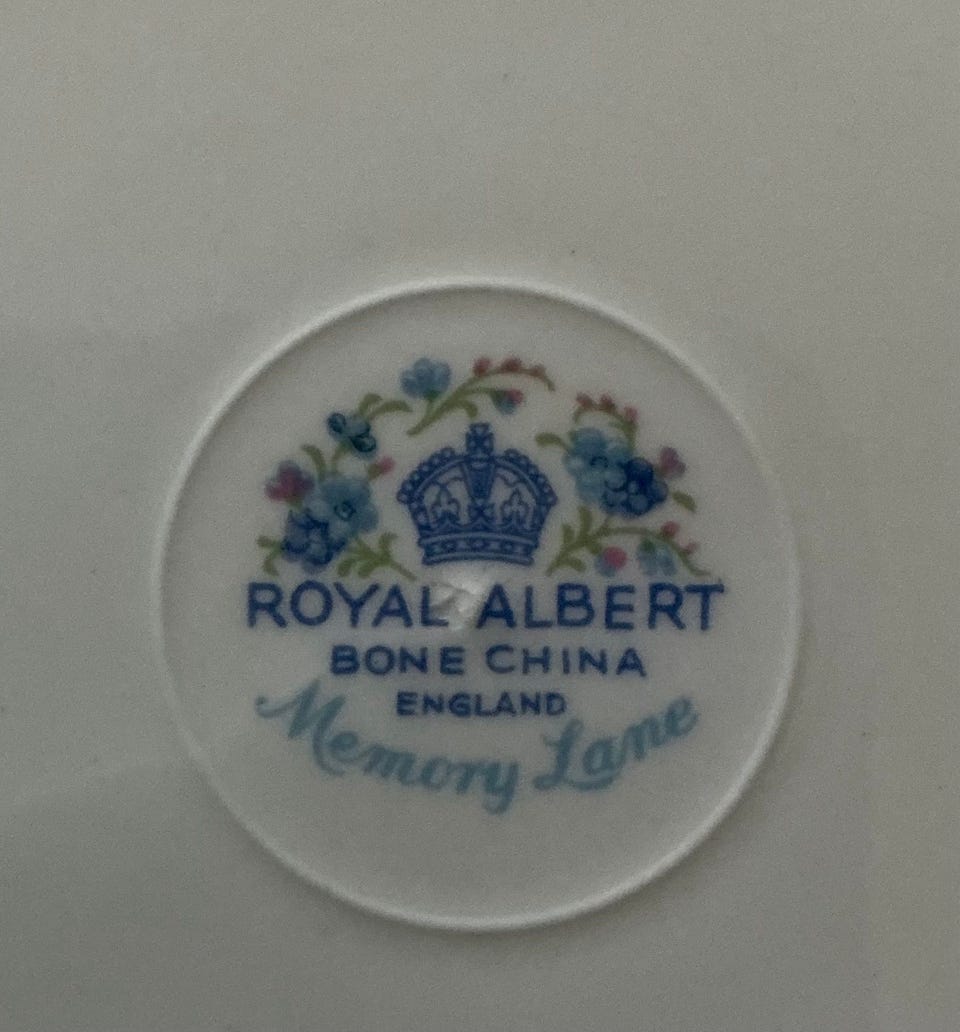 ROYAL ALBERT
BONE CHINA
ENGLAND
Memory Lane